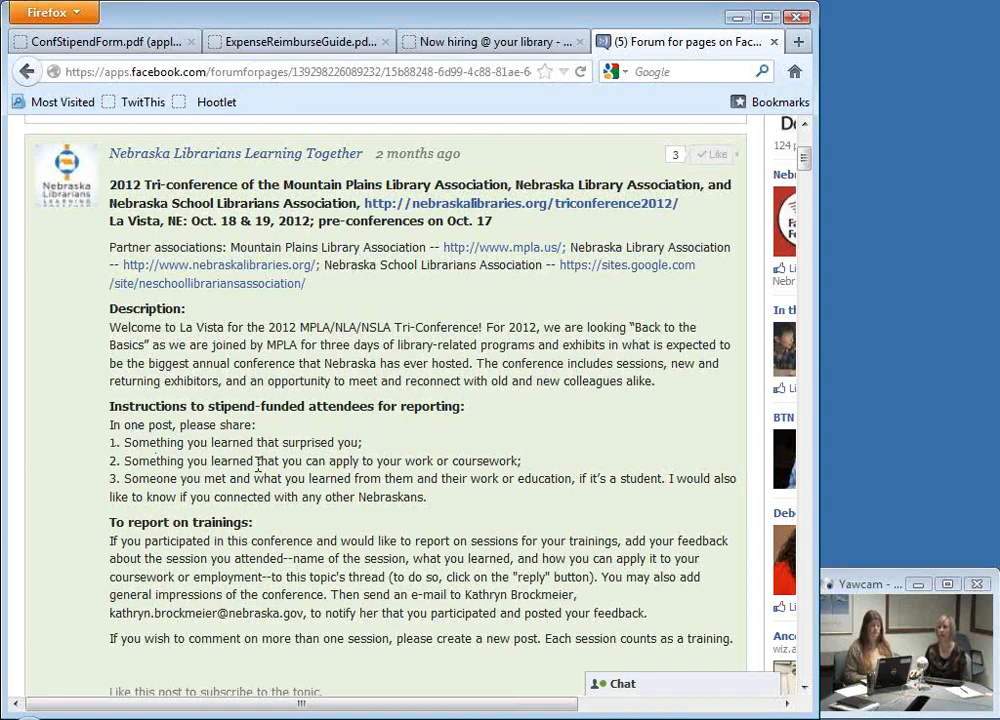 Firefox
ConfStipendForm.pdf (appl... × ExpenseReimburseGuide.pd... × Now hiring @ your library - ... × (5) Forum for pages on Fac... × +
https://apps.facebook.com/forumforpages/139298226089232/15b88248-6d99-4c88-81ae-6 Google
Most Visited TwitThis Hootlet Bookmarks
Nebraska Librarians Learning Together 2 months ago 3 Like
Nebraska
Librarians
2012 Tri-conference of the Mountain Plains Library Association, Nebraska Library Association, and
Nebraska School Librarians Association, http://nebraskalibraries.org/triconference2012/
La Vista, NE: Oct. 18 & 19, 2012; pre-conferences on Oct. 17
Partner associations: Mountain Plains Library Association -- http://www.mpla.us/; Nebraska Library Association
-- http://www.nebraskalibraries.org/; Nebraska School Librarians Association -- https://sites.google.com
/site/neschoollibrariansassociation/
Description:
Welcome to La Vista for the 2012 MPLA/NLA/NSLA Tri-Conference! For 2012, we are looking “Back to the
Basics” as we are joined by MPLA for three days of library-related programs and exhibits in what is expected to
be the biggest annual conference that Nebraska has ever hosted. The conference includes sessions, new and
returning exhibitors, and an opportunity to meet and reconnect with old and new colleagues alike.
Instructions to stipend-funded attendees for reporting:
In one post, please share:
1. Something you learned that surprised you;
2. Something you learned that you can apply to your work or coursework;
3. Someone you met and what you learned from them and their work or education, if it’s a student. I would also
like to know if you connected with any other Nebraskans.
To report on trainings:
If you participated in this conference and would like to report on sessions for your trainings, add your feedback
about the session you attended--name of the session, what you learned, and how you can apply it to your
coursework or employment--to this topic's thread (to do so, click on the "reply" button). You may also add
general impressions of the conference. Then send an e-mail to Kathryn Brockmeier,
kathryn.brockmeier@nebraska.gov, to notify her that you participated and posted your feedback.
If you wish to comment on more than one session, please create a new post. Each session counts as a training.
Like this post to subscribe to the topic.
Chat
124 p
Neb
Li
Nebr
In th
Li
BTN
Deb
Li
Anc
wiz.a
Yawcam - ...